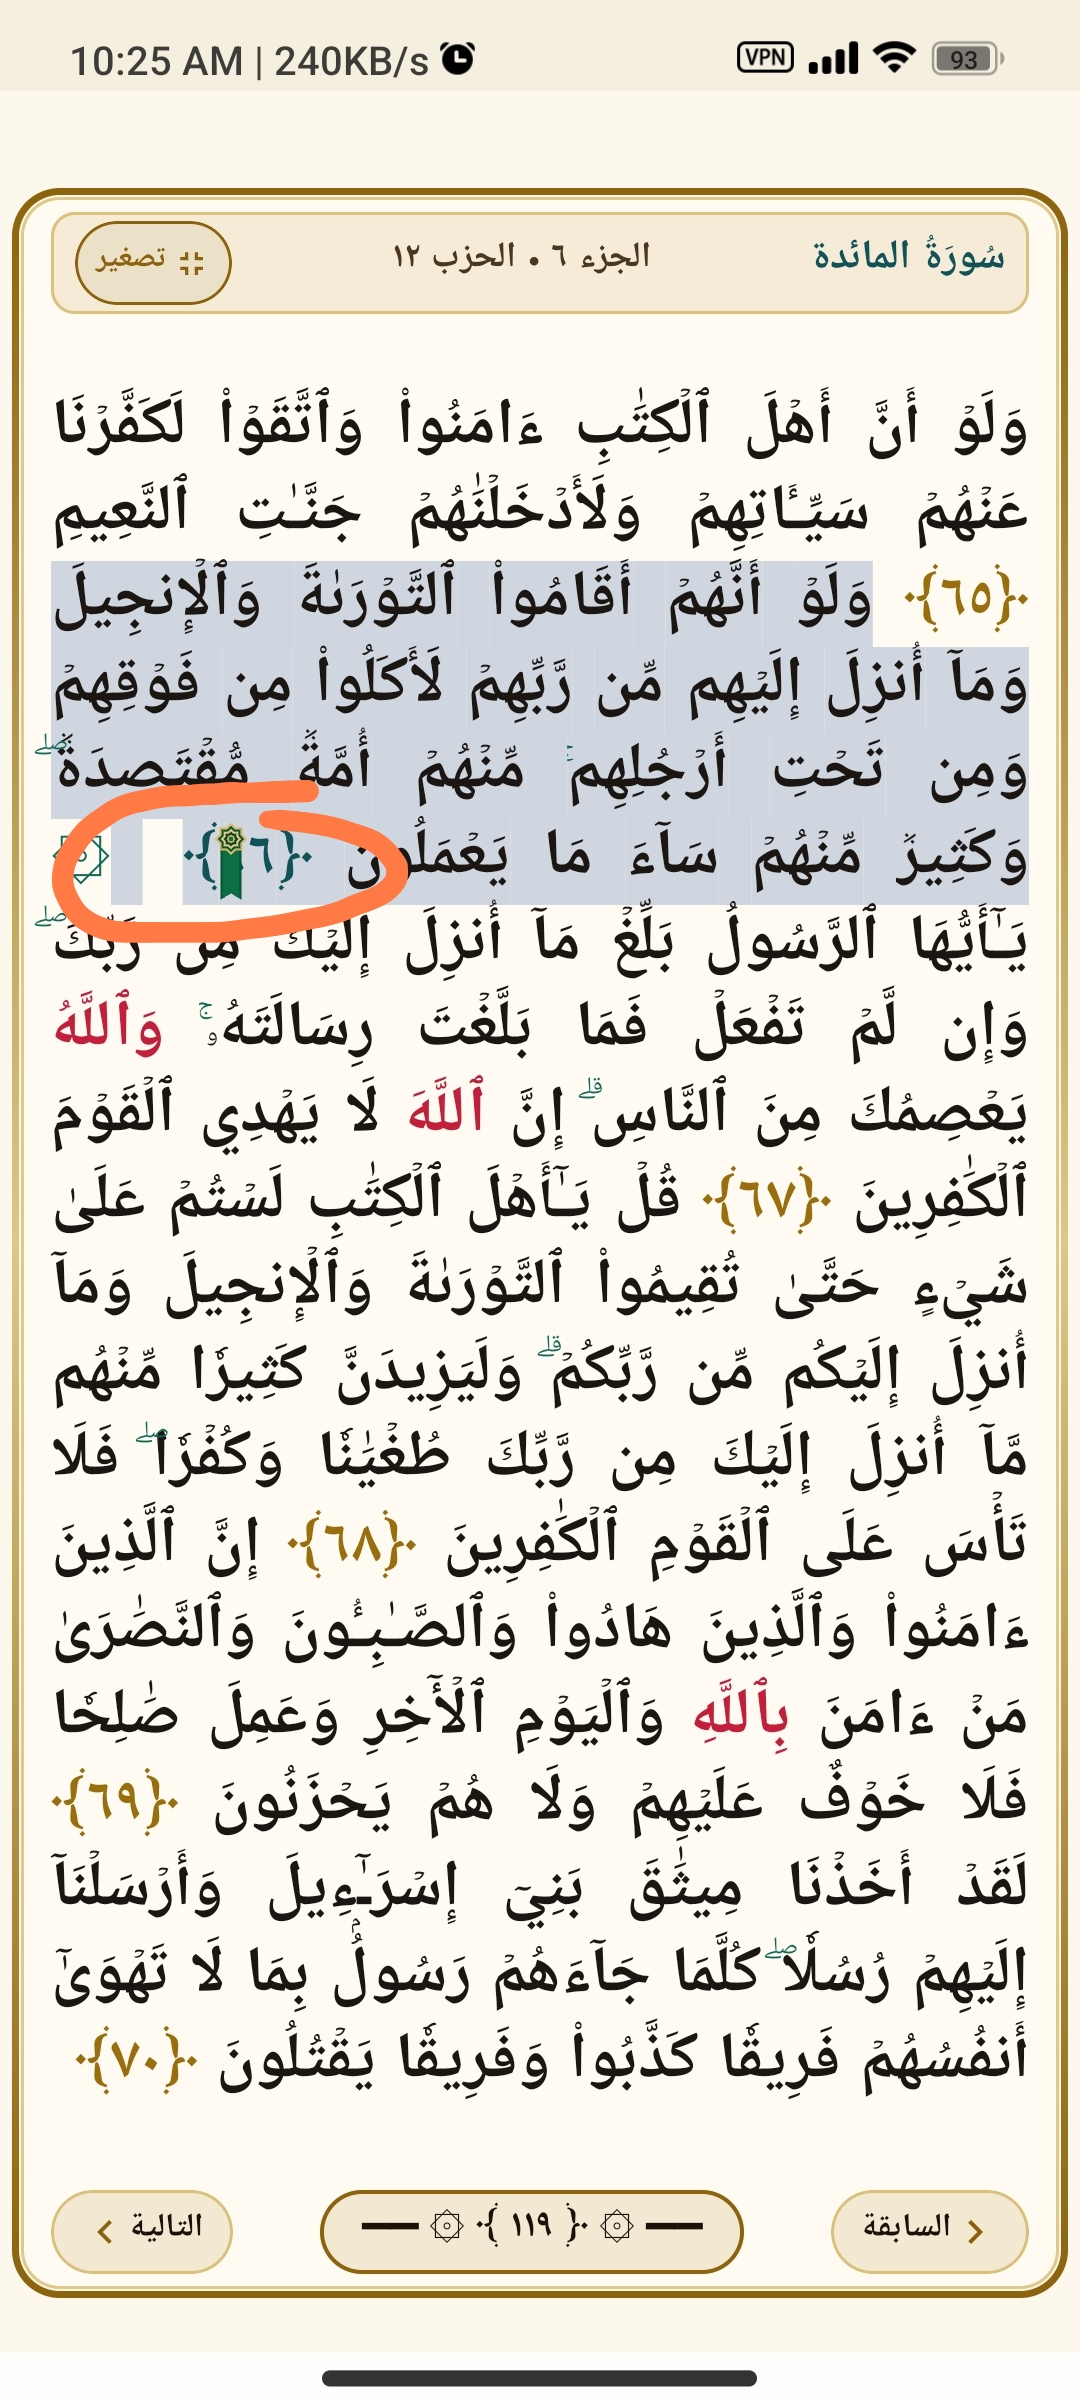 10:25 AM | 240KB/s
VPN
93
سُورَةُ المائدة
الجزء ٦ • الحزب ١٢
تصغير
وَلَوۡ أَنَّ أَهۡلَ ٱلۡكِتَٰبِ ءَامَنُواْ وَٱتَّقَوۡاْ لَكَفَّرۡنَا
عَنۡهُمۡ سَيِّـَٔاتِهِمۡ وَلَأَدۡخَلۡنَٰهُمۡ جَنَّـٰتِ ٱلنَّعِيمِ
﴿٦٥﴾ وَلَوۡ أَنَّهُمۡ أَقَامُواْ ٱلتَّوۡرَىٰةَ وَٱلۡإِنجِيلَ
وَمَآ أُنزِلَ إِلَيۡهِم مِّن رَّبِّهِمۡ لَأَكَلُواْ مِن فَوۡقِهِمۡ
وَمِن تَحۡتِ أَرۡجُلِهِمۚ مِّنۡهُمۡ أُمَّةٞ مُّقۡتَصِدَةٞۖ
وَكَثِيرٞ مِّنۡهُمۡ سَآءَ مَا يَعۡمَلُونَ ۞
يَـٰٓأَيُّهَا ٱلرَّسُولُ بَلِّغۡ مَآ أُنزِلَ إِلَيۡكَ مِن رَّبِّكَۖ
وَإِن لَّمۡ تَفۡعَلۡ فَمَا بَلَّغۡتَ رِسَالَتَهُۥۚ وَٱللَّهُ
يَعۡصِمُكَ مِنَ ٱلنَّاسِۗ إِنَّ ٱللَّهَ لَا يَهۡدِي ٱلۡقَوۡمَ
ٱلۡكَٰفِرِينَ ﴿٦٧﴾ قُلۡ يَـٰٓأَهۡلَ ٱلۡكِتَٰبِ لَسۡتُمۡ عَلَىٰ
شَيۡءٍ حَتَّىٰ تُقِيمُواْ ٱلتَّوۡرَىٰةَ وَٱلۡإِنجِيلَ وَمَآ
أُنزِلَ إِلَيۡكُم مِّن رَّبِّكُمۡۗ وَلَيَزِيدَنَّ كَثِيرٗا مِّنۡهُم
مَّآ أُنزِلَ إِلَيۡكَ مِن رَّبِّكَ طُغۡيَٰنٗا وَكُفۡرٗاۖ فَلَا
تَأۡسَ عَلَى ٱلۡقَوۡمِ ٱلۡكَٰفِرِينَ ﴿٦٨﴾ إِنَّ ٱلَّذِينَ
ءَامَنُواْ وَٱلَّذِينَ هَادُواْ وَٱلصَّـٰبِـُٔونَ وَٱلنَّصَٰرَىٰ
مَنۡ ءَامَنَ بِٱللَّهِ وَٱلۡيَوۡمِ ٱلۡأٓخِرِ وَعَمِلَ صَٰلِحٗا
فَلَا خَوۡفٌ عَلَيۡهِمۡ وَلَا هُمۡ يَحۡزَنُونَ ﴿٦٩﴾
لَقَدۡ أَخَذۡنَا مِيثَٰقَ بَنِيٓ إِسۡرَـٰٓءِيلَ وَأَرۡسَلۡنَآ
إِلَيۡهِمۡ رُسُلٗاۖ كُلَّمَا جَآءَهُمۡ رَسُولُۢ بِمَا لَا تَهۡوَىٰٓ
أَنفُسُهُمۡ فَرِيقٗا كَذَّبُواْ وَفَرِيقٗا يَقۡتُلُونَ ﴿٧٠﴾
السابقة
۞ ﴿ ١١٩ ﴾ ۞
التالية